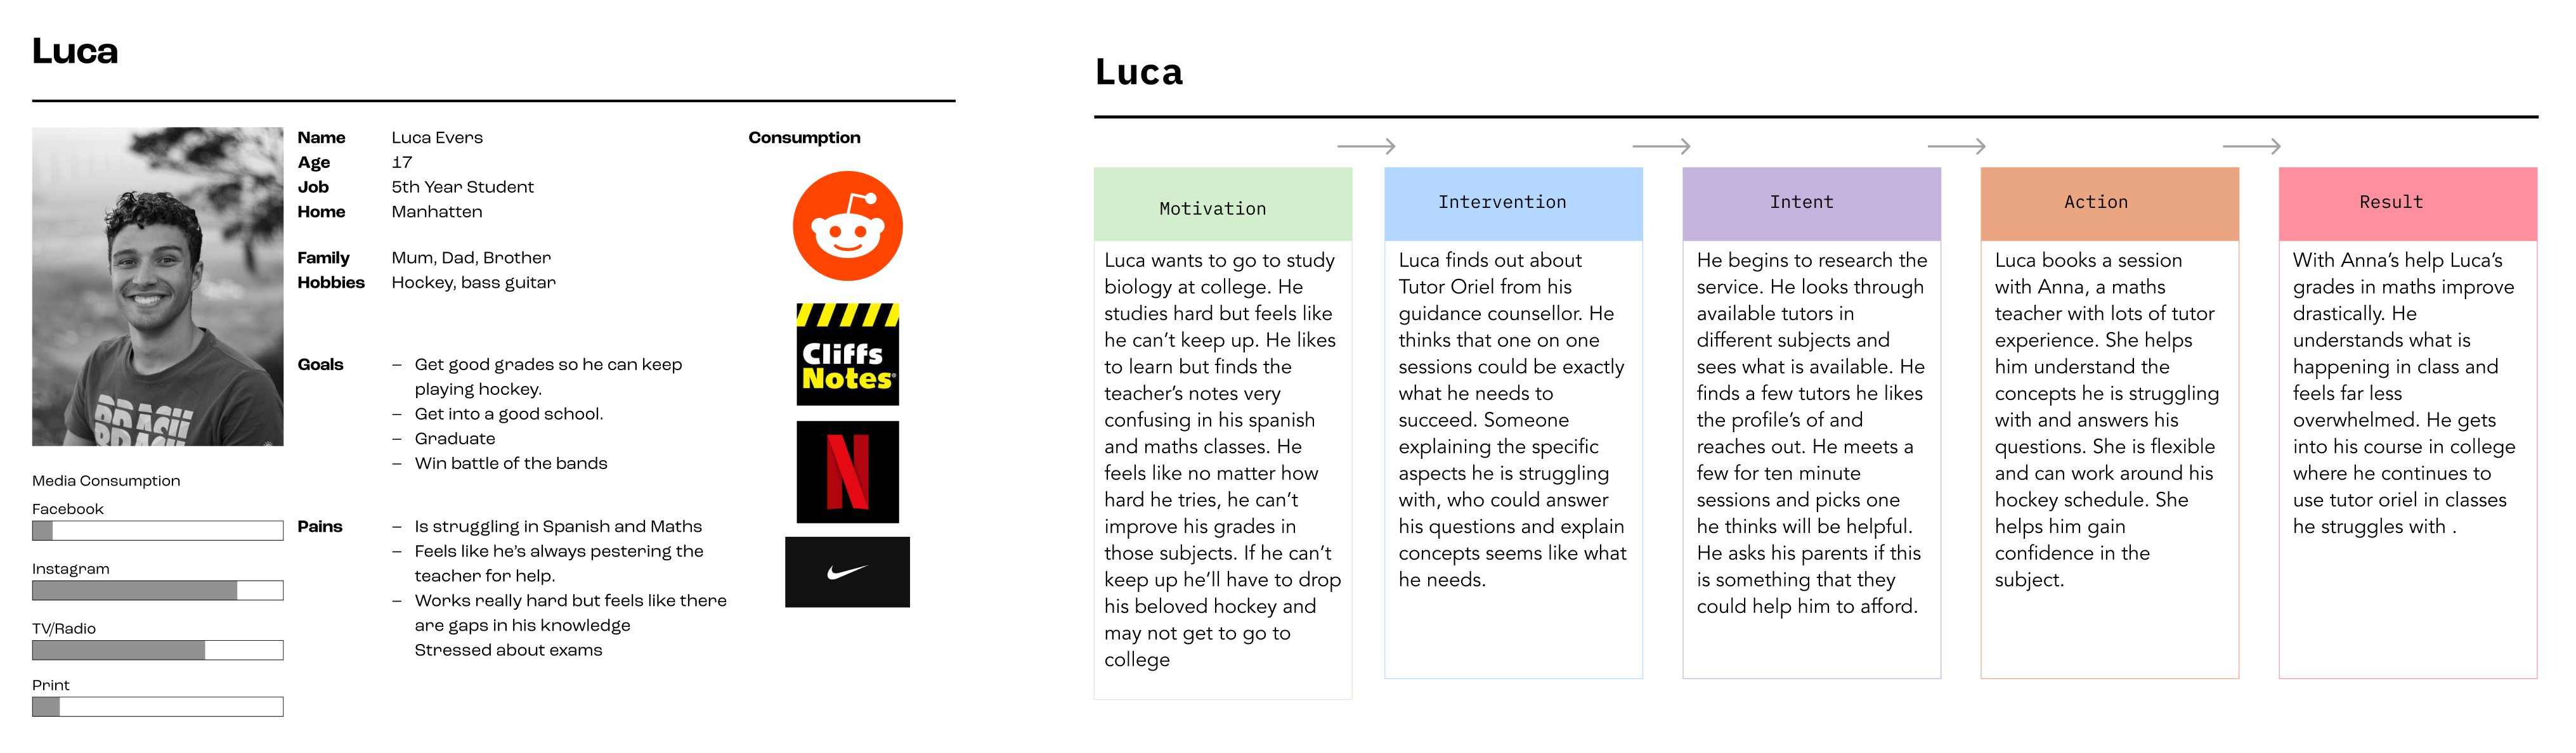 Luca
Name Luca Evers
Age 17
Job 5th Year Student
Home Manhatten
Family Mum, Dad, Brother
Hobbies Hockey, bass guitar
Goals – Get good grades so he can keep
playing hockey.
– Get into a good school.
– Graduate
– Win battle of the bands
Pains – Is struggling in Spanish and Maths
– Feels like he's always pestering the
teacher for help.
– Works really hard but feels like there
are gaps in his knowledge
Stressed about exams
Media Consumption
Facebook
Instagram
TV/Radio
Print
Consumption
Cliffs
Notes
Luca
Motivation
Luca wants to go to study
biology at college. He
studies hard but feels like
he can't keep up. He likes
to learn but finds the
teacher's notes very
confusing in his spanish
and maths classes. He
feels like no matter how
hard he tries, he can't
improve his grades in
those subjects. If he can't
keep up he'll have to drop
his beloved hockey and
may not get to go to
college
Intervention
Luca finds out about
Tutor Oriel from his
guidance counsellor. He
thinks that one on one
sessions could be exactly
what he needs to
succeed. Someone
explaining the specific
aspects he is struggling
with, who could answer
his questions and explain
concepts seems like what
he needs.
Intent
He begins to research the
service. He looks through
available tutors in
different subjects and
sees what is available. He
finds a few tutors he likes
the profile's of and
reaches out. He meets a
few for ten minute
sessions and picks one
he thinks will be helpful.
He asks his parents if this
is something that they
could help him to afford.
Action
Luca books a session
with Anna, a maths
teacher with lots of tutor
experience. She helps
him understand the
concepts he is struggling
with and answers his
questions. She is flexible
and can work around his
hockey schedule. She
helps him gain
confidence in the
subject.
Result
With Anna's help Luca's
grades in maths improve
drastically. He
understands what is
happening in class and
feels far less
overwhelmed. He gets
into his course in college
where he continues to
use tutor oriel in classes
he struggles with .